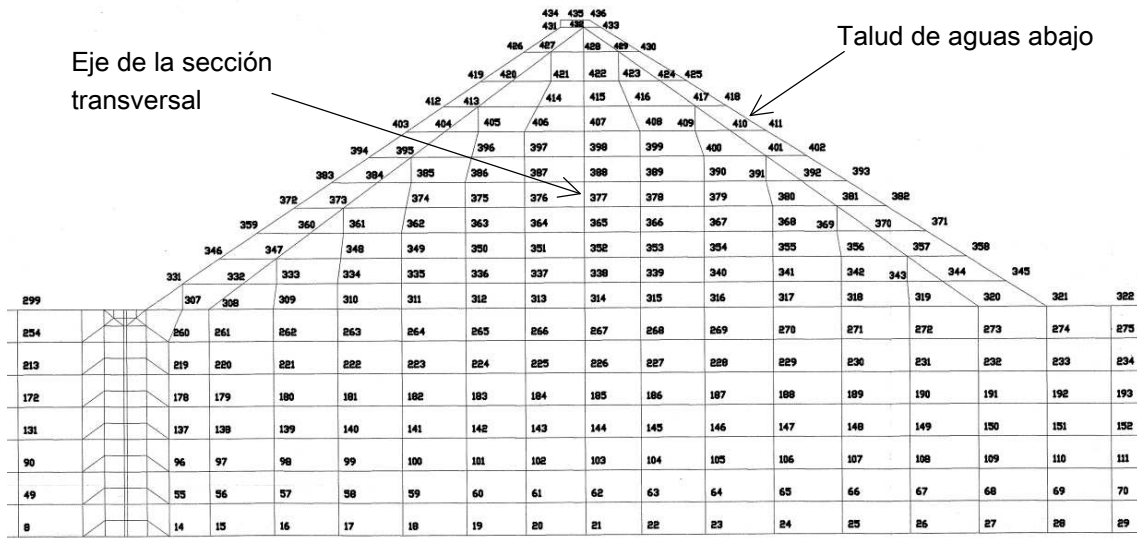 434 435 436
431 432 433
Talud de aguas abajo
426 427 428 429 430
Eje de la sección
transversal
419 420 421 422 423 424 425
412 413 414 415 416 417 418
403 404 405 406 407 408 409 410 411
394 395 396 397 398 399 400 401 402
383 384 385 386 387 388 389 390 391 392 393
372 373 374 375 376 377 378 379 380 381 382
359 360 361 362 363 364 365 366 367 368 369 370 371
346 347 348 349 350 351 352 353 354 355 356 357 358
331 332 333 334 335 336 337 338 339 340 341 342 343 344 345
299 307 308 309 310 311 312 313 314 315 316 317 318 319 320 321 322
254 260 261 262 263 264 265 266 267 268 269 270 271 272 273 274 275
213 219 220 221 222 223 224 225 226 227 228 229 230 231 232 233 234
172 178 179 180 181 182 183 184 185 186 187 188 189 190 191 192 193
131 137 138 139 140 141 142 143 144 145 146 147 148 149 150 151 152
90 96 97 98 99 100 101 102 103 104 105 106 107 108 109 110 111
49 55 56 57 58 59 60 61 62 63 64 65 66 67 68 69 70
8 14 15 16 17 18 19 20 21 22 23 24 25 26 27 28 29